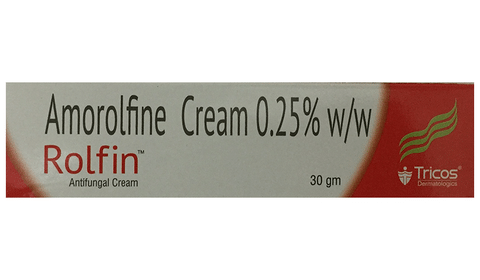 Amorolfine Cream 0.25% w/w
Rolfin™
Antifungal Cream
30 gm
Tricos®
Dermatologics